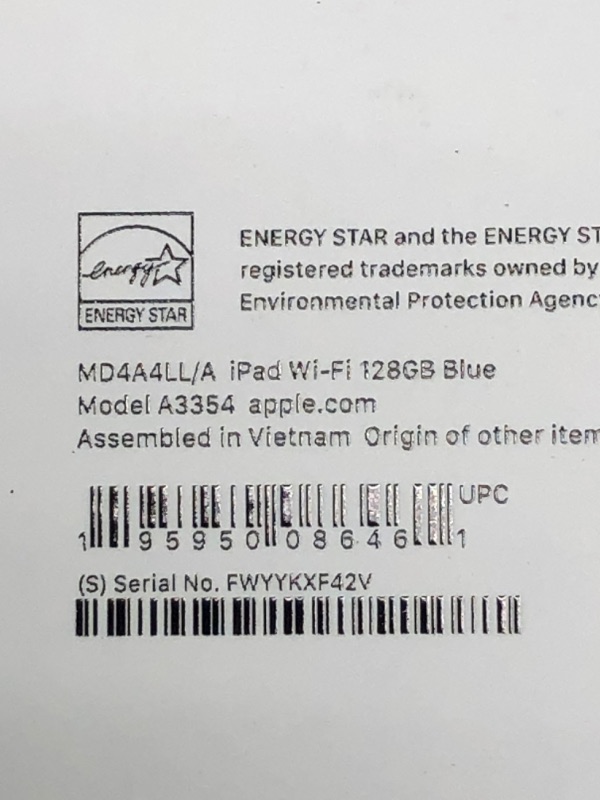 energy
ENERGY STAR
ENERGY STAR and the ENERGY ST
registered trademarks owned by
Environmental Protection Agenc
MD4A4LL/A iPad Wi-Fi 128GB Blue
Model A3354 apple.com
Assembled in Vietnam Origin of other item
UPC
1 95950 08646 1
(S) Serial No. FWYYKXF42V